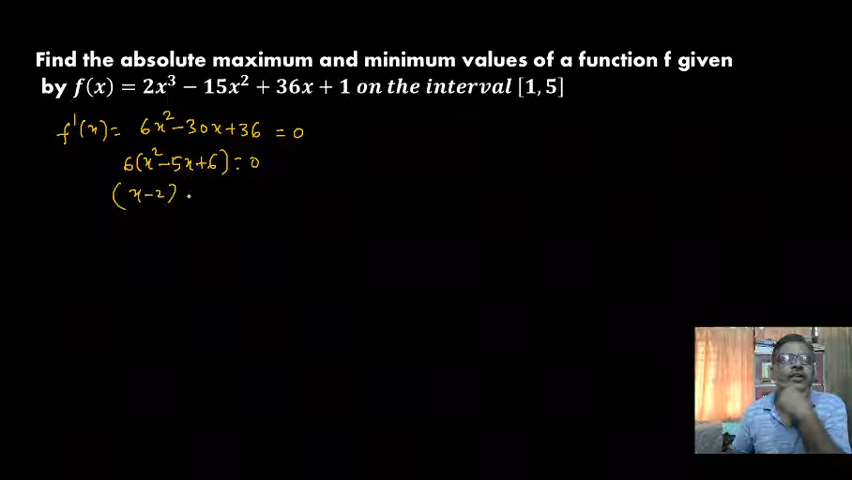 Find the absolute maximum and minimum values of a function f given
by f(x) = 2x³ − 15x² + 36x + 1 on the interval [1, 5]
f'(x) = 6x² − 30x + 36 = 0
6(x² − 5x + 6) = 0
(x − 2)